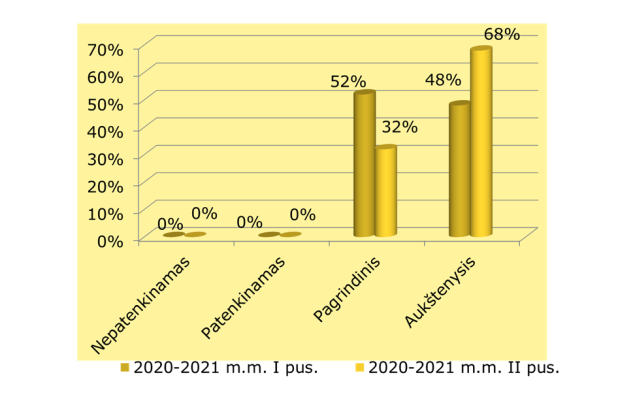 68%
70%
60%
50%
40%
30%
20%
10%
0%
52%
48%
32%
0%
0%
0%
0%
Nepatenkinamas
Patenkinamas
Pagrindinis
Aukštenysis
2020-2021 m.m. I pus.
2020-2021 m.m. II pus.